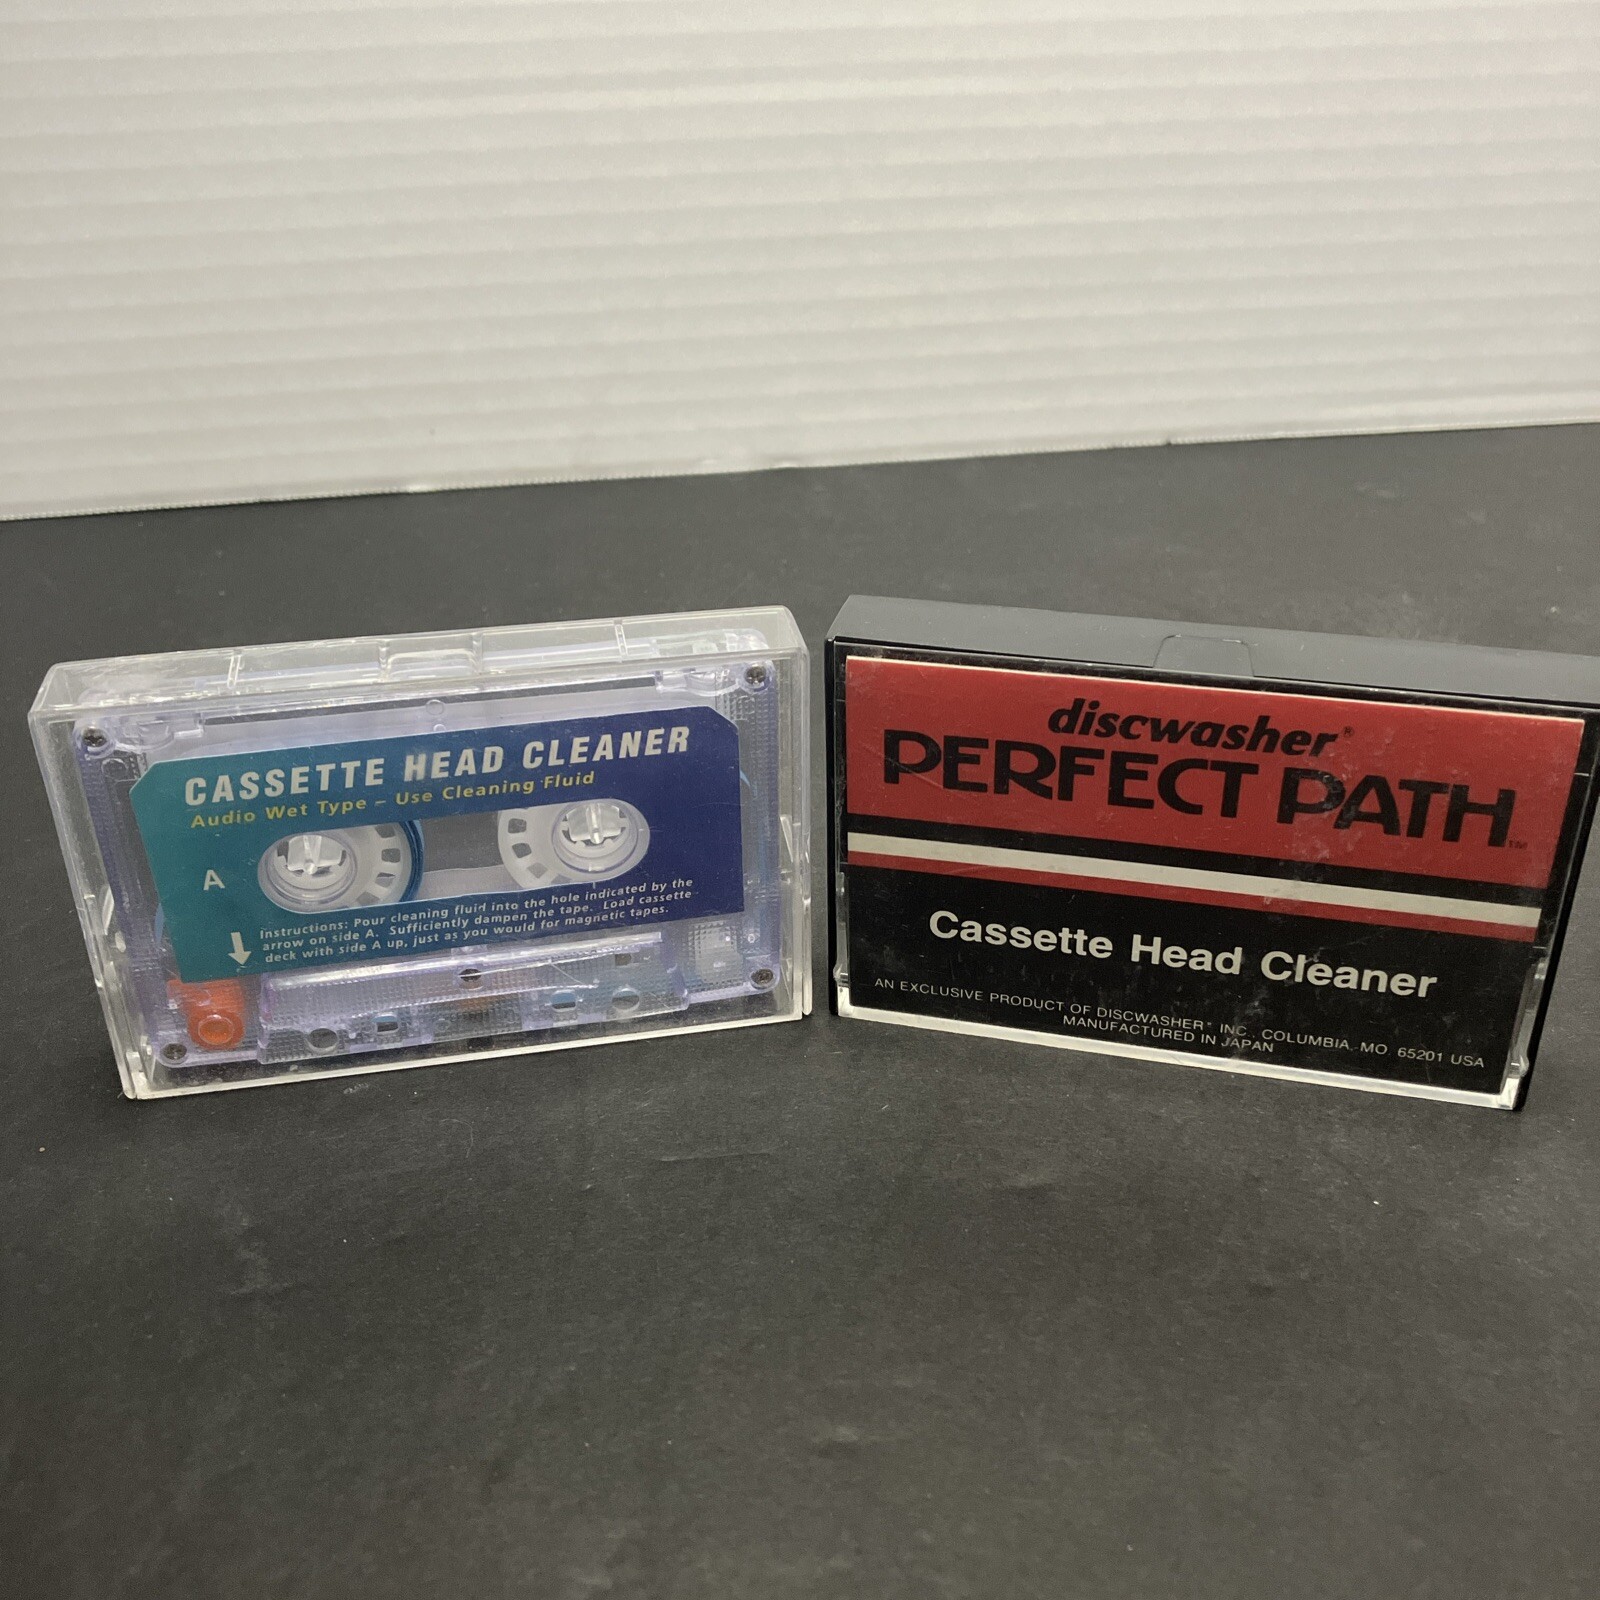 CASSETTE HEAD CLEANER
Audio Wet Type – Use Cleaning Fluid
A
Instructions: Pour cleaning fluid into the hole indicated by the
arrow on side A. Sufficiently dampen the tape. Load cassette
deck with side A up, just as you would for magnetic tapes.
discwasher®
PERFECT PATH™
Cassette Head Cleaner
AN EXCLUSIVE PRODUCT OF DISCWASHER® INC., COLUMBIA, MO. 65201 USA
MANUFACTURED IN JAPAN